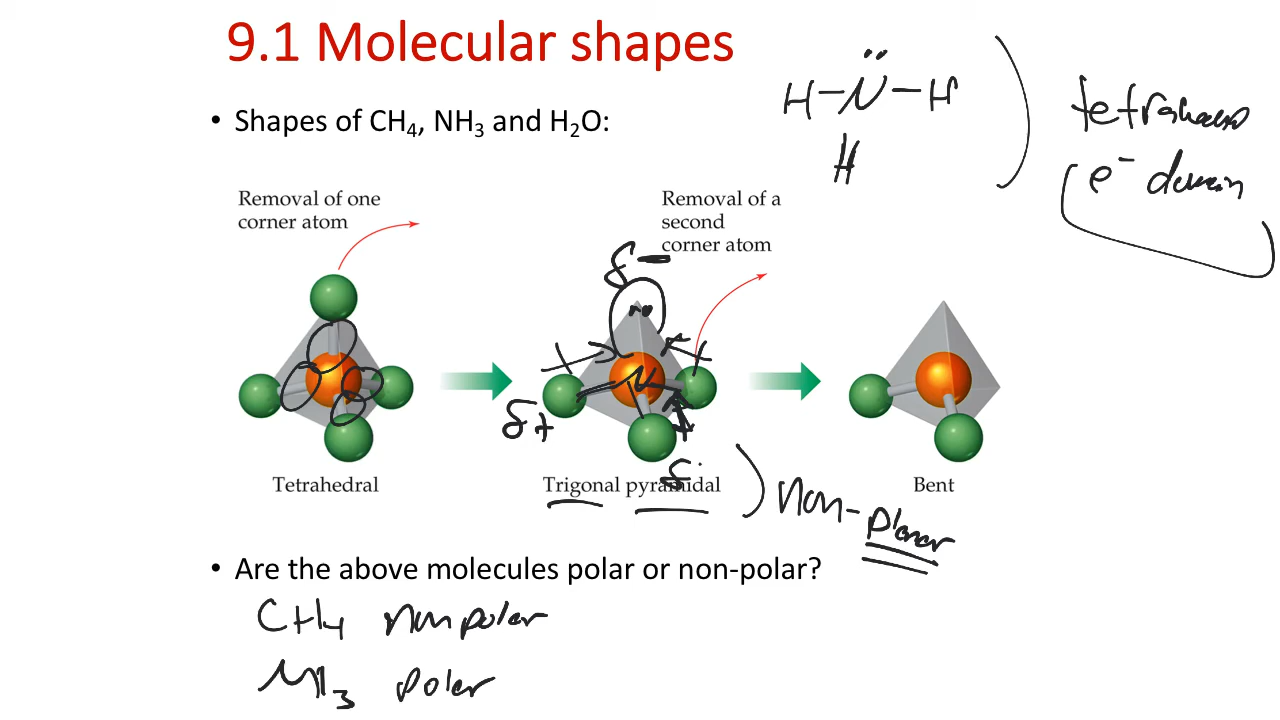 9.1 Molecular shapes
• Shapes of CH₄, NH₃ and H₂O:
H–N̈–H
H
tetrahedral
e⁻ domain
Removal of one
corner atom
Removal of a
second
corner atom
δ−
N
δ+
Tetrahedral
Trigonal pyramidal
Bent
non-planar
• Are the above molecules polar or non-polar?
CH₄ nonpolar
NH₃ polar